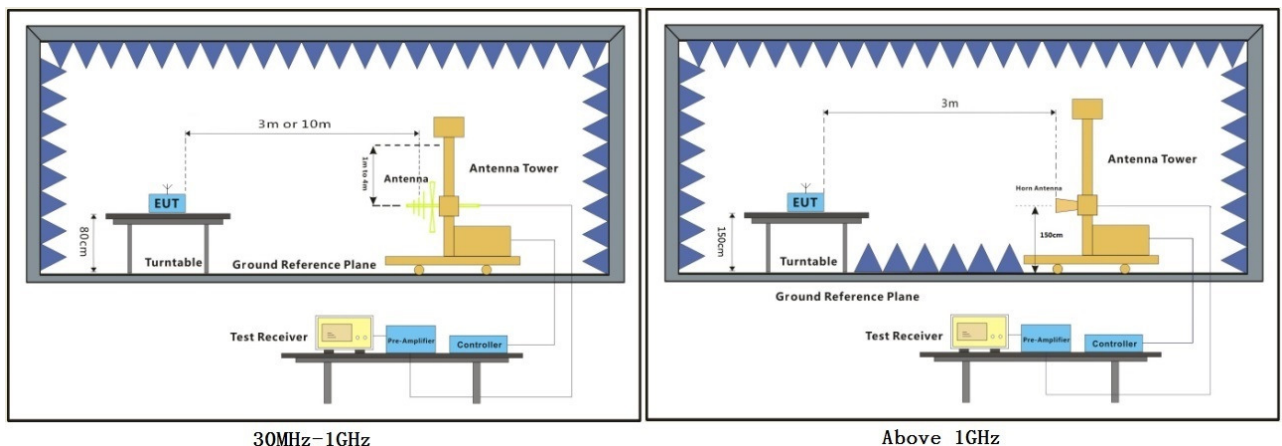 3m or 10m
1m to 4m
Antenna
Antenna Tower
EUT
80cm
Turntable
Ground Reference Plane
Test Receiver
Pre-Amplifier
Controller
30MHz-1GHz
3m
Antenna Tower
Horn Antenna
EUT
150cm
150cm
Turntable
Ground Reference Plane
Test Receiver
Pre-Amplifier
Controller
Above 1GHz